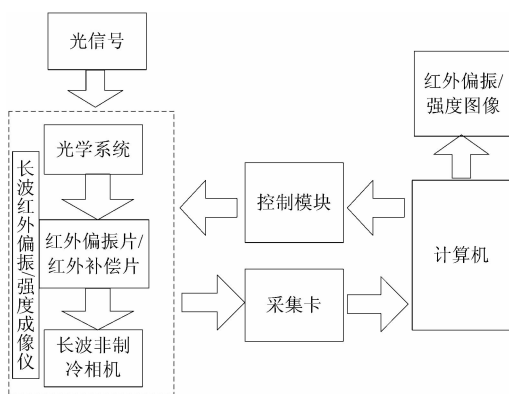 光信号
光学系统
长波红外偏振/强度成像仪
红外偏振片/
红外补偿片
长波非制
冷相机
控制模块
采集卡
红外偏振/
强度图像
计算机